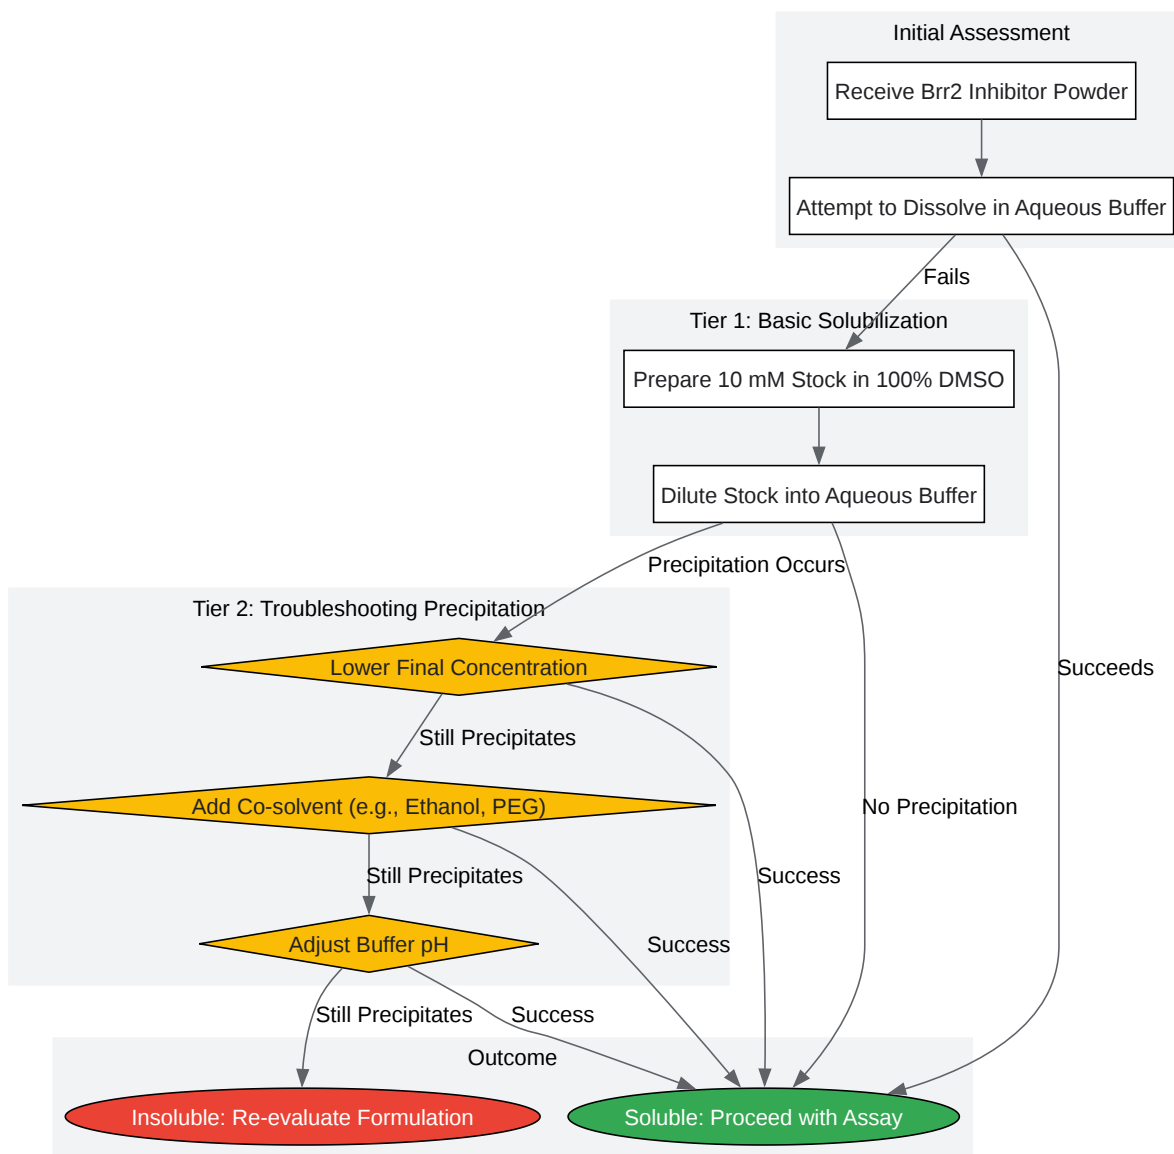 Initial Assessment
Receive Brr2 Inhibitor Powder
Attempt to Dissolve in Aqueous Buffer
Fails
Tier 1: Basic Solubilization
Prepare 10 mM Stock in 100% DMSO
Dilute Stock into Aqueous Buffer
Precipitation Occurs
Tier 2: Troubleshooting Precipitation
Lower Final Concentration
Succeeds
Still Precipitates
Add Co-solvent (e.g., Ethanol, PEG)
No Precipitation
Still Precipitates
Success
Adjust Buffer pH
Success
Still Precipitates
Success
Outcome
Insoluble: Re-evaluate Formulation
Soluble: Proceed with Assay